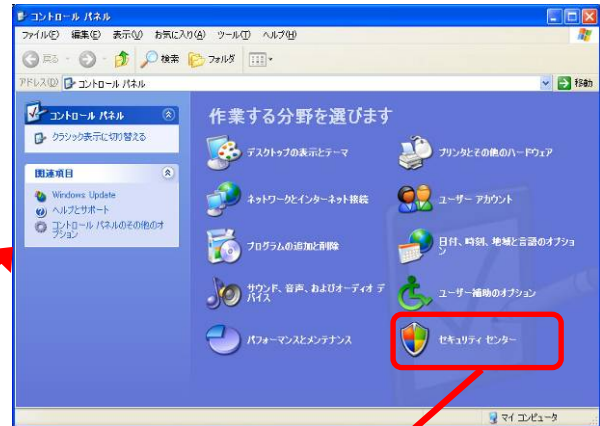 コントロール パネル
ファイル(F) 編集(E) 表示(V) お気に入り(A) ツール(T) ヘルプ(H)
戻る 検索 フォルダ
アドレス(D) コントロール パネル 移動
コントロール パネル
クラシック表示に切り替える
関連項目
Windows Update
ヘルプとサポート
コントロール パネルのその他のオ
プション
作業する分野を選びます
デスクトップの表示とテーマ
プリンタとその他のハードウェア
ネットワークとインターネット接続
ユーザー アカウント
プログラムの追加と削除
日付、時刻、地域と言語のオプショ
ン
サウンド、音声、およびオーディオ デ
バイス
ユーザー補助のオプション
パフォーマンスとメンテナンス
セキュリティ センター
マイ コンピュータ